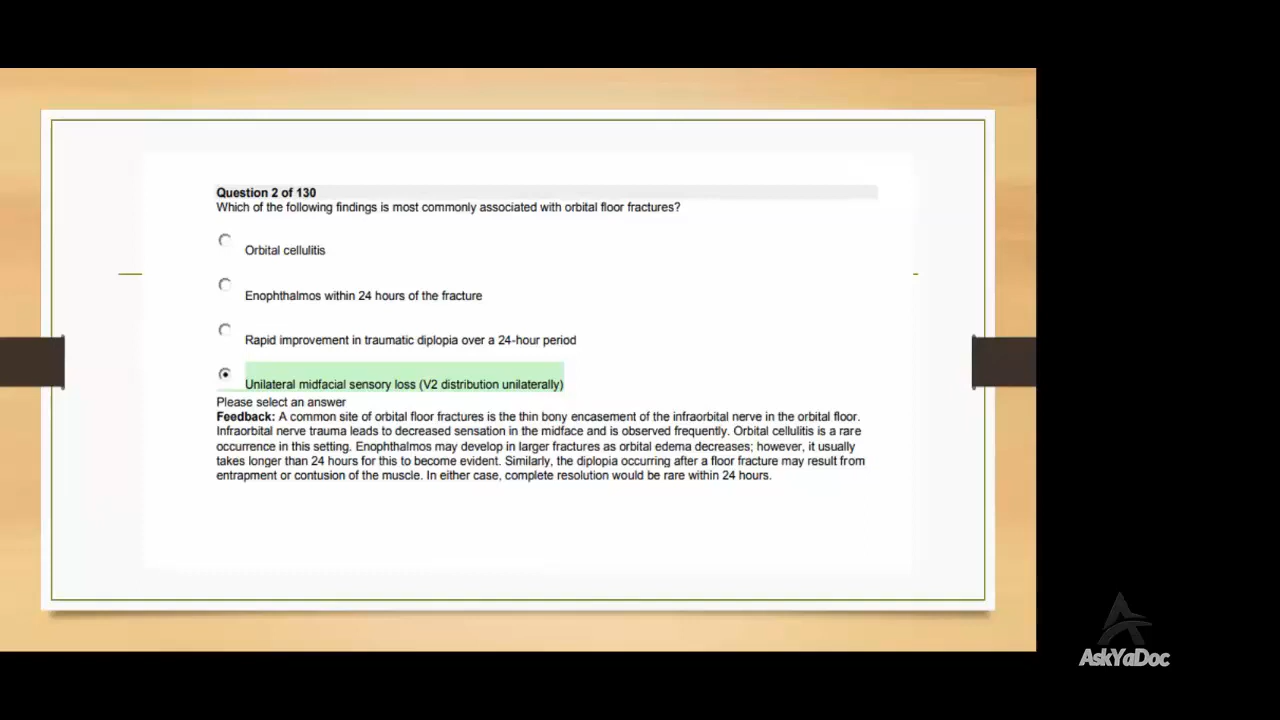 Question 2 of 130
Which of the following findings is most commonly associated with orbital floor fractures?
Orbital cellulitis
Enophthalmos within 24 hours of the fracture
Rapid improvement in traumatic diplopia over a 24-hour period
Unilateral midfacial sensory loss (V2 distribution unilaterally)
Please select an answer
Feedback: A common site of orbital floor fractures is the thin bony encasement of the infraorbital nerve in the orbital floor.
Infraorbital nerve trauma leads to decreased sensation in the midface and is observed frequently. Orbital cellulitis is a rare
occurrence in this setting. Enophthalmos may develop in larger fractures as orbital edema decreases; however, it usually
takes longer than 24 hours for this to become evident. Similarly, the diplopia occurring after a floor fracture may result from
entrapment or contusion of the muscle. In either case, complete resolution would be rare within 24 hours.
AskYaDoc